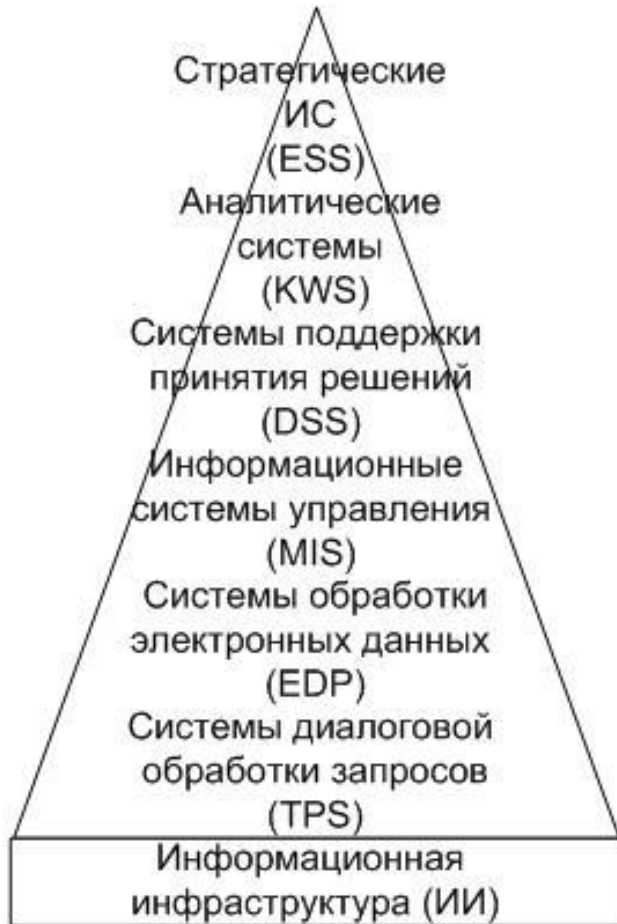 Стратегические
ИС
(ESS)
Аналитические
системы
(KWS)
Системы поддержки
принятия решений
(DSS)
Информационные
системы управления
(MIS)
Системы обработки
электронных данных
(EDP)
Системы диалоговой
обработки запросов
(TPS)
Информационная
инфраструктура (ИИ)